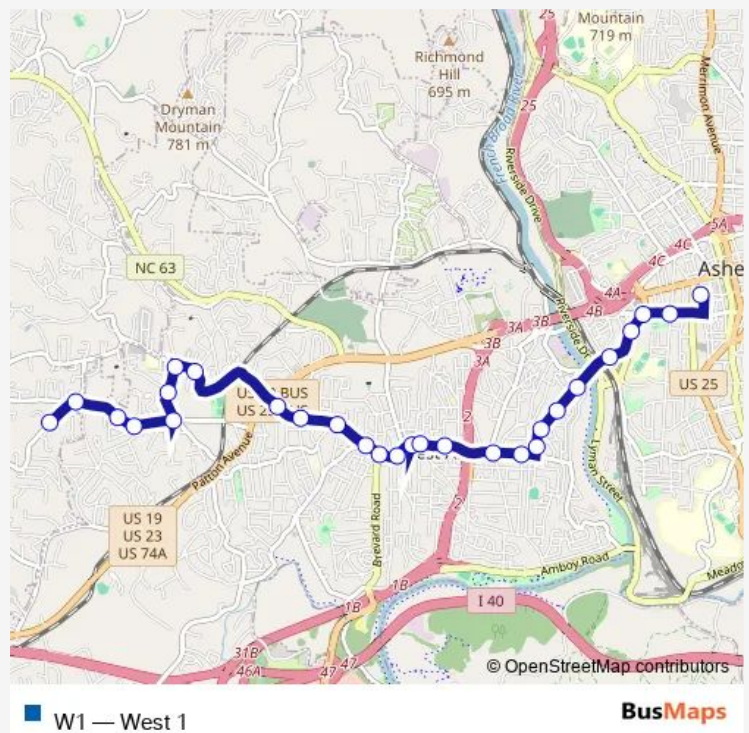 25
Mountain
719 m
Richmond
Hill
695 m
Merrimon Avenue
25
Dryman
Mountain
781 m
French Broad River
Riverside Drive
5A
4C
4C
NC 63
Ashe
4A
4B
3A 3B
3B
3A
Riverside Dr
US 25
2
Patton Avenue
Lyman Street
US 19
US 23
US 74A
Brevard Road
2
Amboy Road
Meado
1B
1B
I 40
31B
46A
47
47
© OpenStreetMap contributors
W1 — West 1
BusMaps